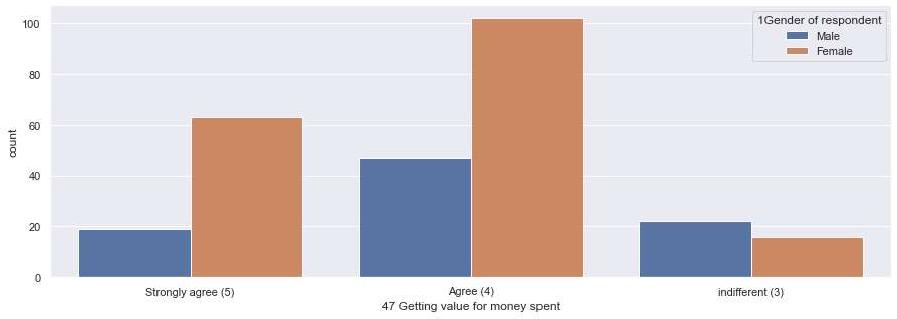 100
80
60
40
20
0
count
1Gender of respondent
Male
Female
Strongly agree (5)
Agree (4)
indifferent (3)
47 Getting value for money spent